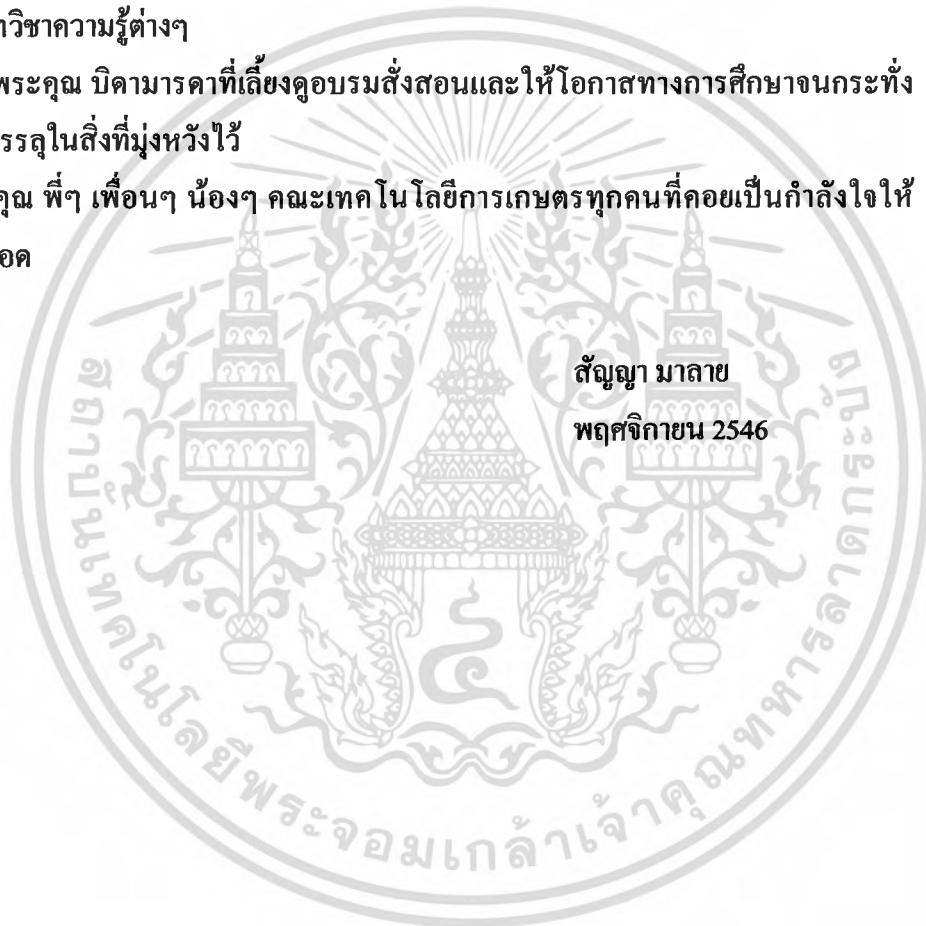 าวิชาความรู้ต่างๆ
พระคุณ บิดามารดาที่เลี้ยงดูอบรมสั่งสอนและให้โอกาสทางการศึกษาจนกระทั่ง
รรลุในสิ่งที่มุ่งหวังไว้
คุณ พี่ๆ เพื่อนๆ น้องๆ คณะเทคโนโลยีการเกษตรทุกคนที่คอยเป็นกำลังใจให้
อด
สัญญา มาลาย
พฤศจิกายน 2546
สถาบันเทคโนโลยีพระจอมเกล้าเจ้าคุณทหารลาดกระบัง
๔